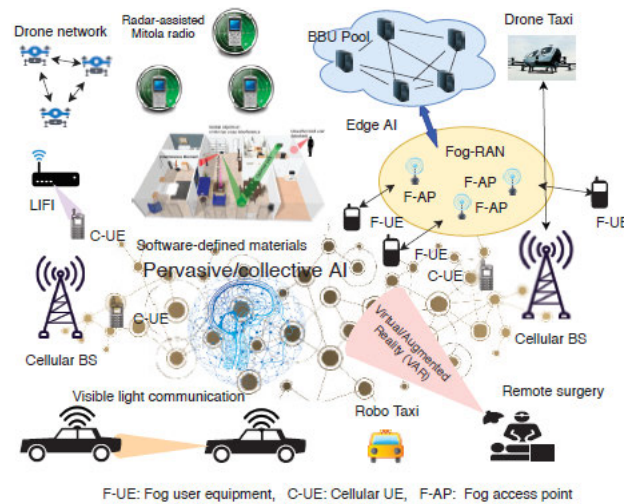 Drone network
Radar-assisted
Mitola radio
BBU Pool
Drone Taxi
Edge AI
Fog-RAN
F-AP
F-AP
F-AP
LIFI
C-UE
F-UE
F-UE
F-UE
Software-defined materials
Pervasive/collective AI
C-UE
C-UE
Cellular BS
Cellular BS
Virtual/Augmented
Reality (VAR)
Visible light communication
Robo Taxi
Remote surgery
F-UE: Fog user equipment, C-UE: Cellular UE, F-AP: Fog access point